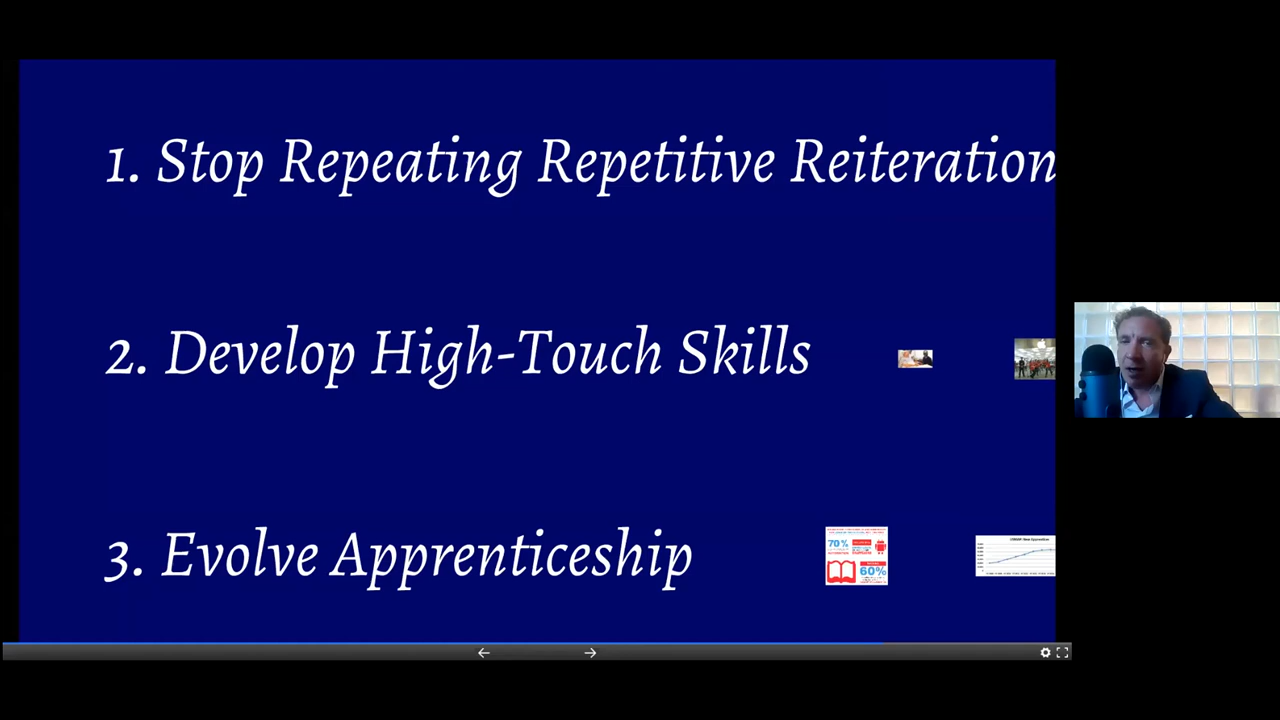 1. Stop Repeating Repetitive Reiteration
2. Develop High-Touch Skills
3. Evolve Apprenticeship
70%
60%